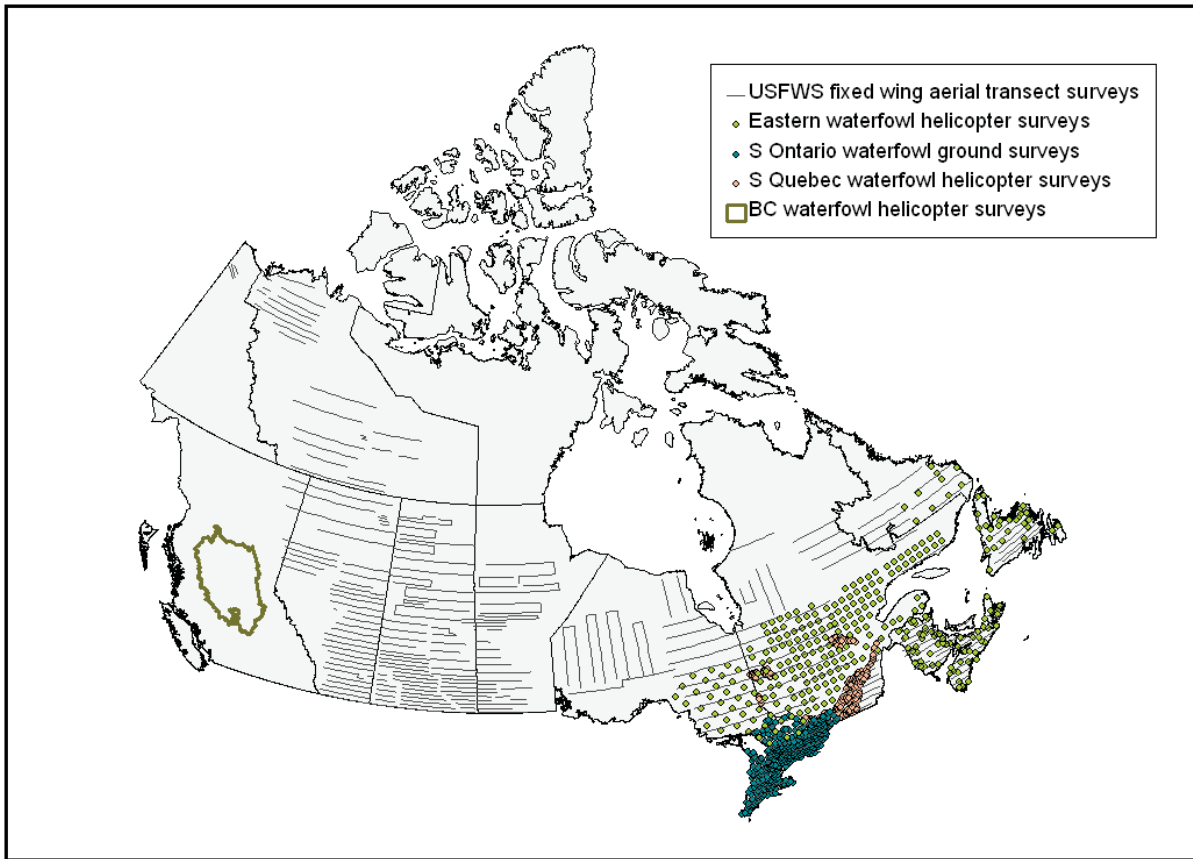 USFWS fixed wing aerial transect surveys
Eastern waterfowl helicopter surveys
S Ontario waterfowl ground surveys
S Quebec waterfowl helicopter surveys
BC waterfowl helicopter surveys